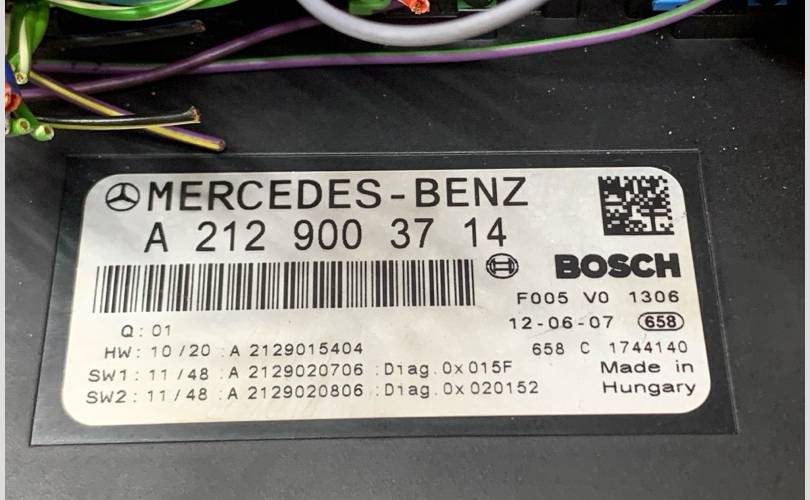 MERCEDES-BENZ
A 212 900 37 14
BOSCH
F005 V0 1306
12-06-07 658
Q: 01
HW: 10/20 :A 2129015404
658 C 1744140
SW1: 11/48 :A 2129020706 :Diag.0x015F
Made in
SW2: 11/48 :A 2129020806 :Diag.0x020152
Hungary